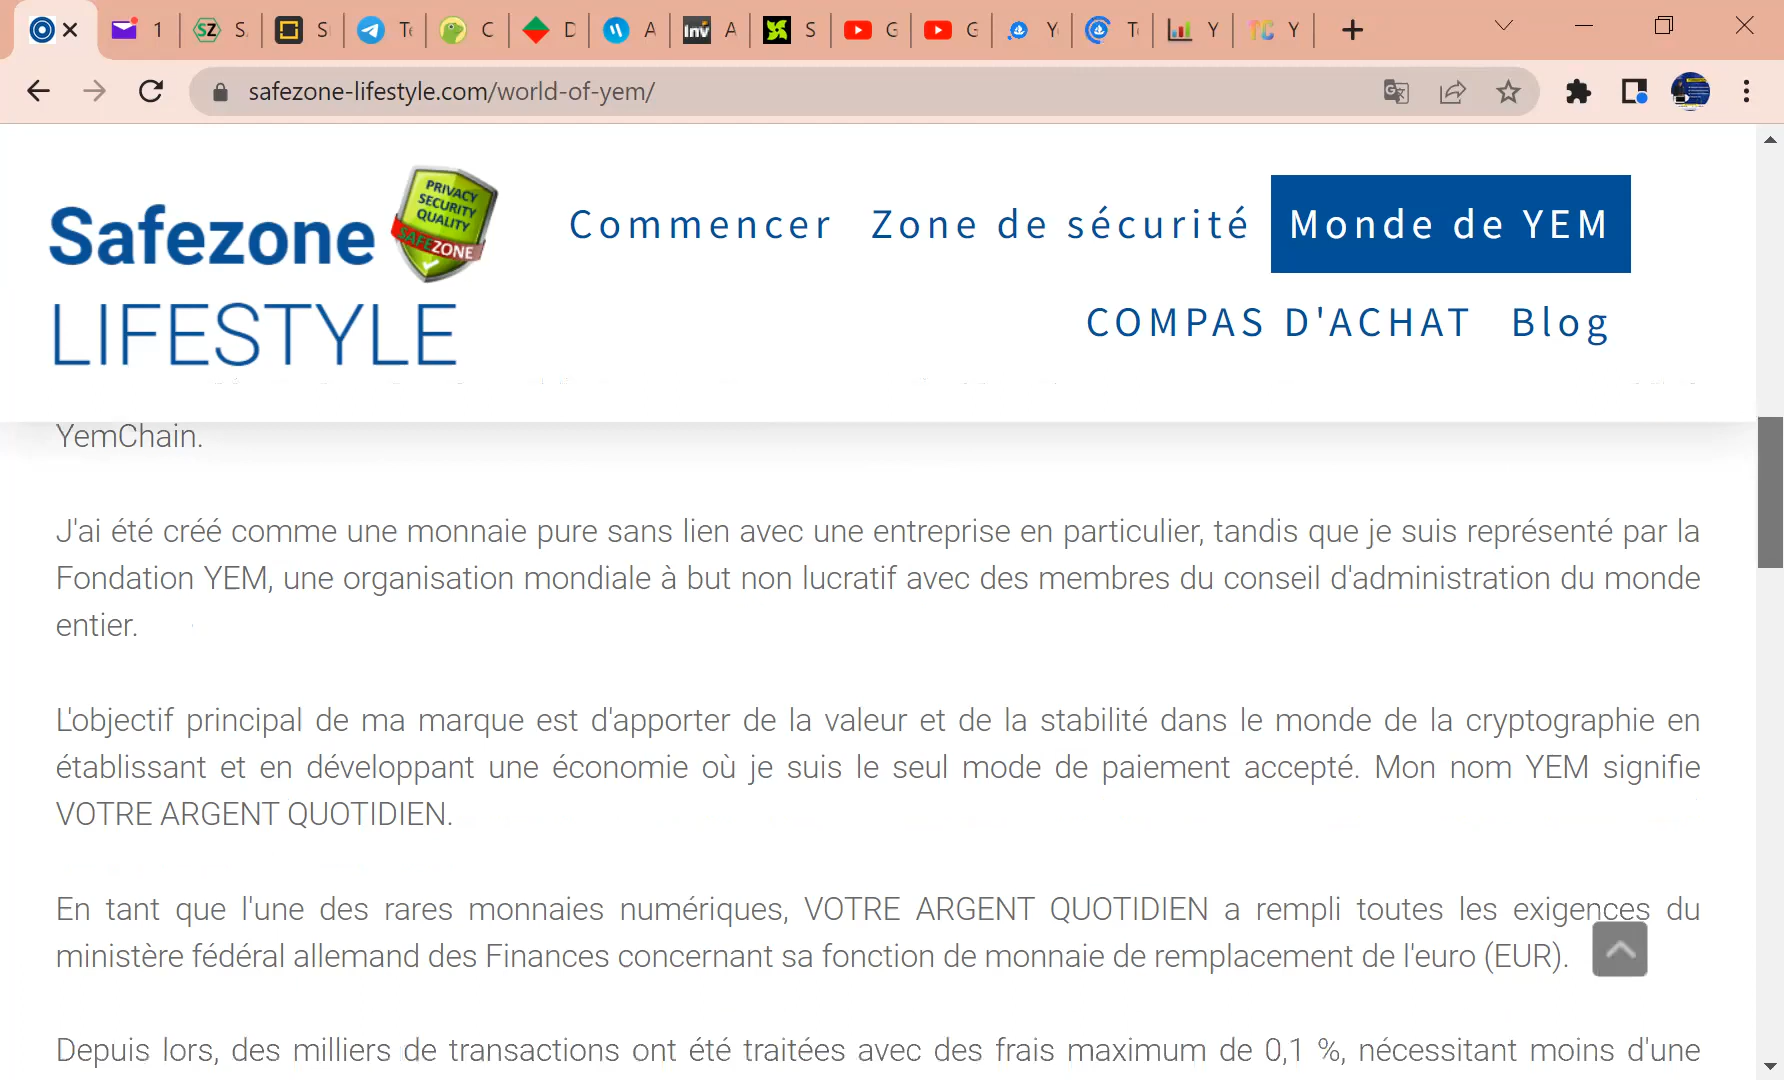 1
S
S
Te
C
D
A
A
S
G
G
Y
T
Y
Y
safezone-lifestyle.com/world-of-yem/
Safezone
PRIVACY
SECURITY
QUALITY
SAFEZONE
LIFESTYLE
Commencer Zone de sécurité Monde de YEM
COMPAS D'ACHAT Blog
YemChain.
J'ai été créé comme une monnaie pure sans lien avec une entreprise en particulier, tandis que je suis représenté par la
Fondation YEM, une organisation mondiale à but non lucratif avec des membres du conseil d'administration du monde
entier.
L'objectif principal de ma marque est d'apporter de la valeur et de la stabilité dans le monde de la cryptographie en
établissant et en développant une économie où je suis le seul mode de paiement accepté. Mon nom YEM signifie
VOTRE ARGENT QUOTIDIEN.
En tant que l'une des rares monnaies numériques, VOTRE ARGENT QUOTIDIEN a rempli toutes les exigences du
ministère fédéral allemand des Finances concernant sa fonction de monnaie de remplacement de l'euro (EUR).
Depuis lors, des milliers de transactions ont été traitées avec des frais maximum de 0,1 %, nécessitant moins d'une